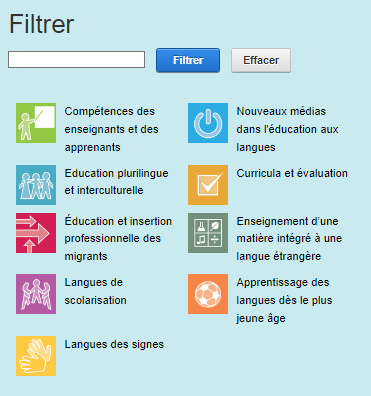 Filtrer
Filtrer
Effacer
Compétences des
enseignants et des
apprenants
Nouveaux médias
dans l'éducation aux
langues
Education plurilingue
et interculturelle
Curricula et évaluation
Éducation et insertion
professionnelle des
migrants
Enseignement d'une
matière intégré à une
langue étrangère
Langues de
scolarisation
Apprentissage des
langues dès le plus
jeune âge
Langues des signes